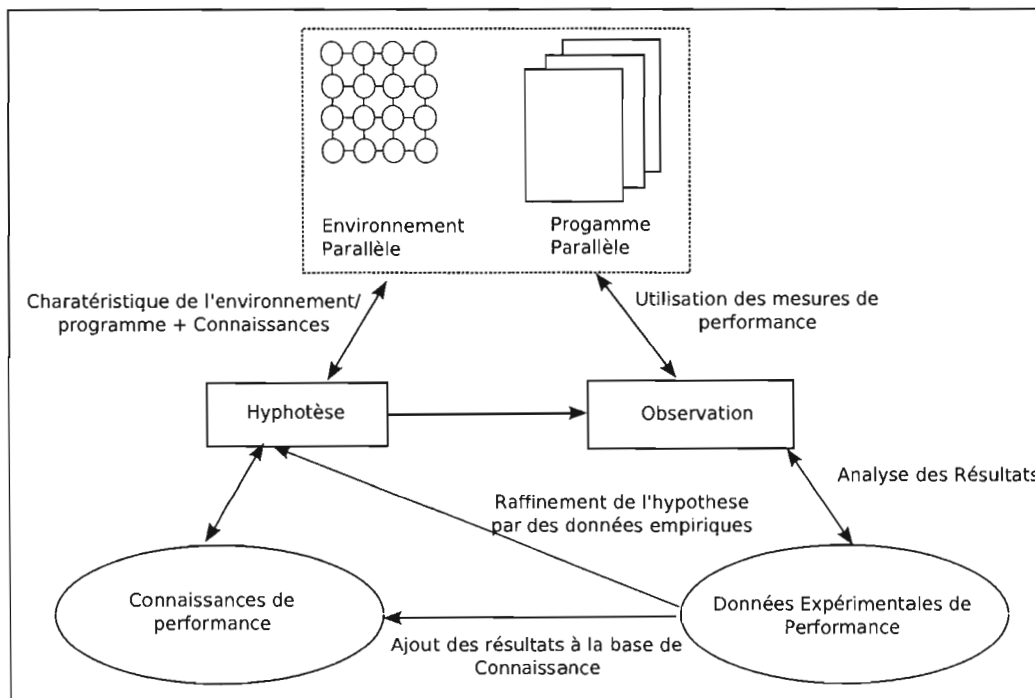 Environnement
Parallèle
Progamme
Parallèle
Charatéristique de l'environnement/
programme + Connaissances
Utilisation des mesures de
performance
Hyphotèse
Observation
Analyse des Résultats
Raffinement de l'hypothese
par des données empiriques
Connaissances de
performance
Données Expérimentales de
Performance
Ajout des résultats à la base de
Connaissance